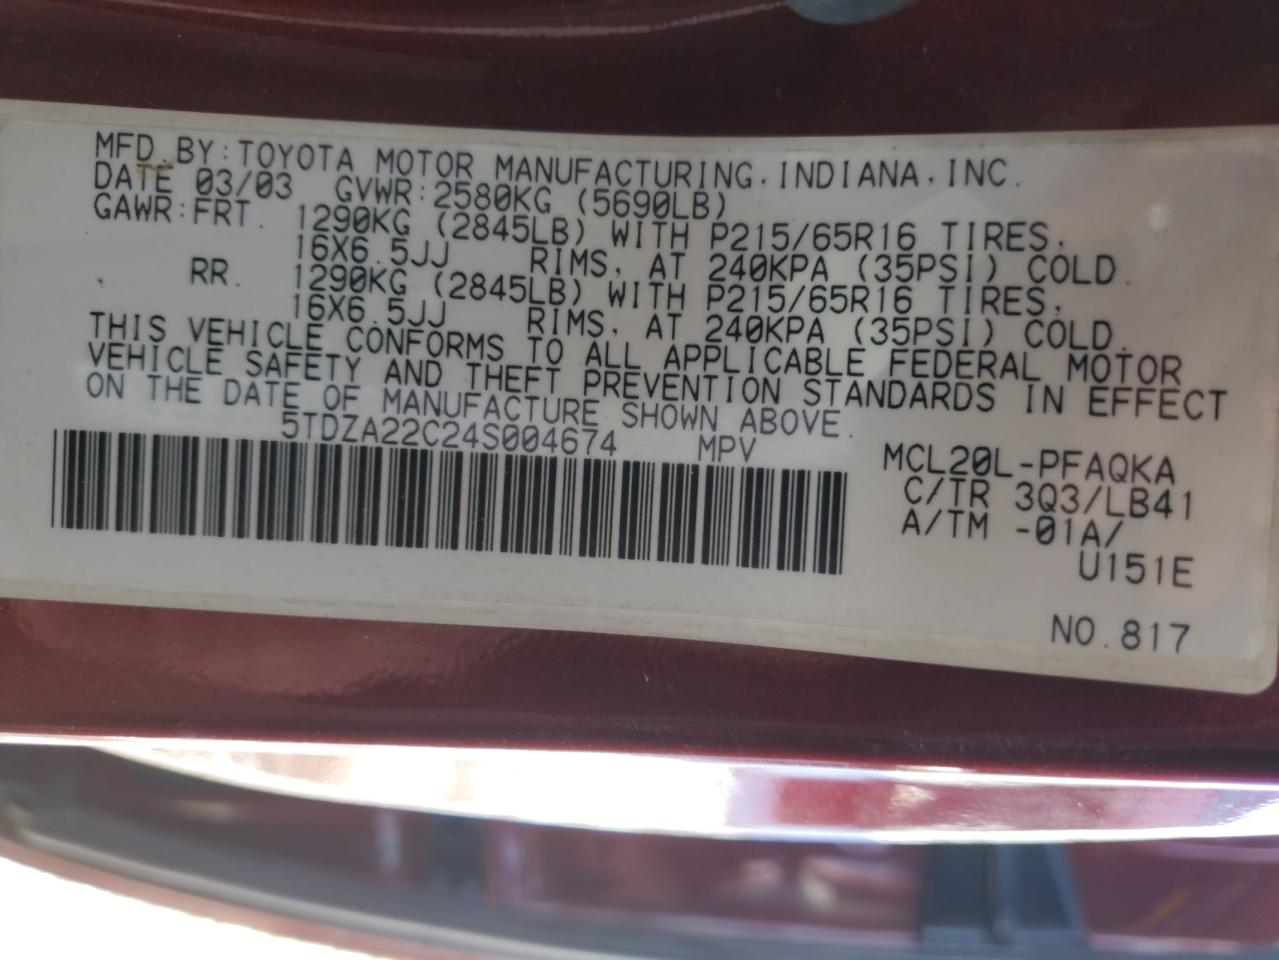 MFD.BY:TOYOTA MOTOR MANUFACTURING.INDIANA.INC.
DATE 03/03 GVWR:2580KG (5690LB)
GAWR:FRT. 1290KG (2845LB) WITH P215/65R16 TIRES,
16X6.5JJ RIMS, AT 240KPA (35PSI) COLD.
RR. 1290KG (2845LB) WITH P215/65R16 TIRES,
16X6.5JJ RIMS, AT 240KPA (35PSI) COLD.
THIS VEHICLE CONFORMS TO ALL APPLICABLE FEDERAL MOTOR
VEHICLE SAFETY AND THEFT PREVENTION STANDARDS IN EFFECT
ON THE DATE OF MANUFACTURE SHOWN ABOVE.
5TDZA22C24S004674 MPV
MCL20L-PFAQKA
C/TR 3Q3/LB41
A/TM -01A/
U151E
NO.817